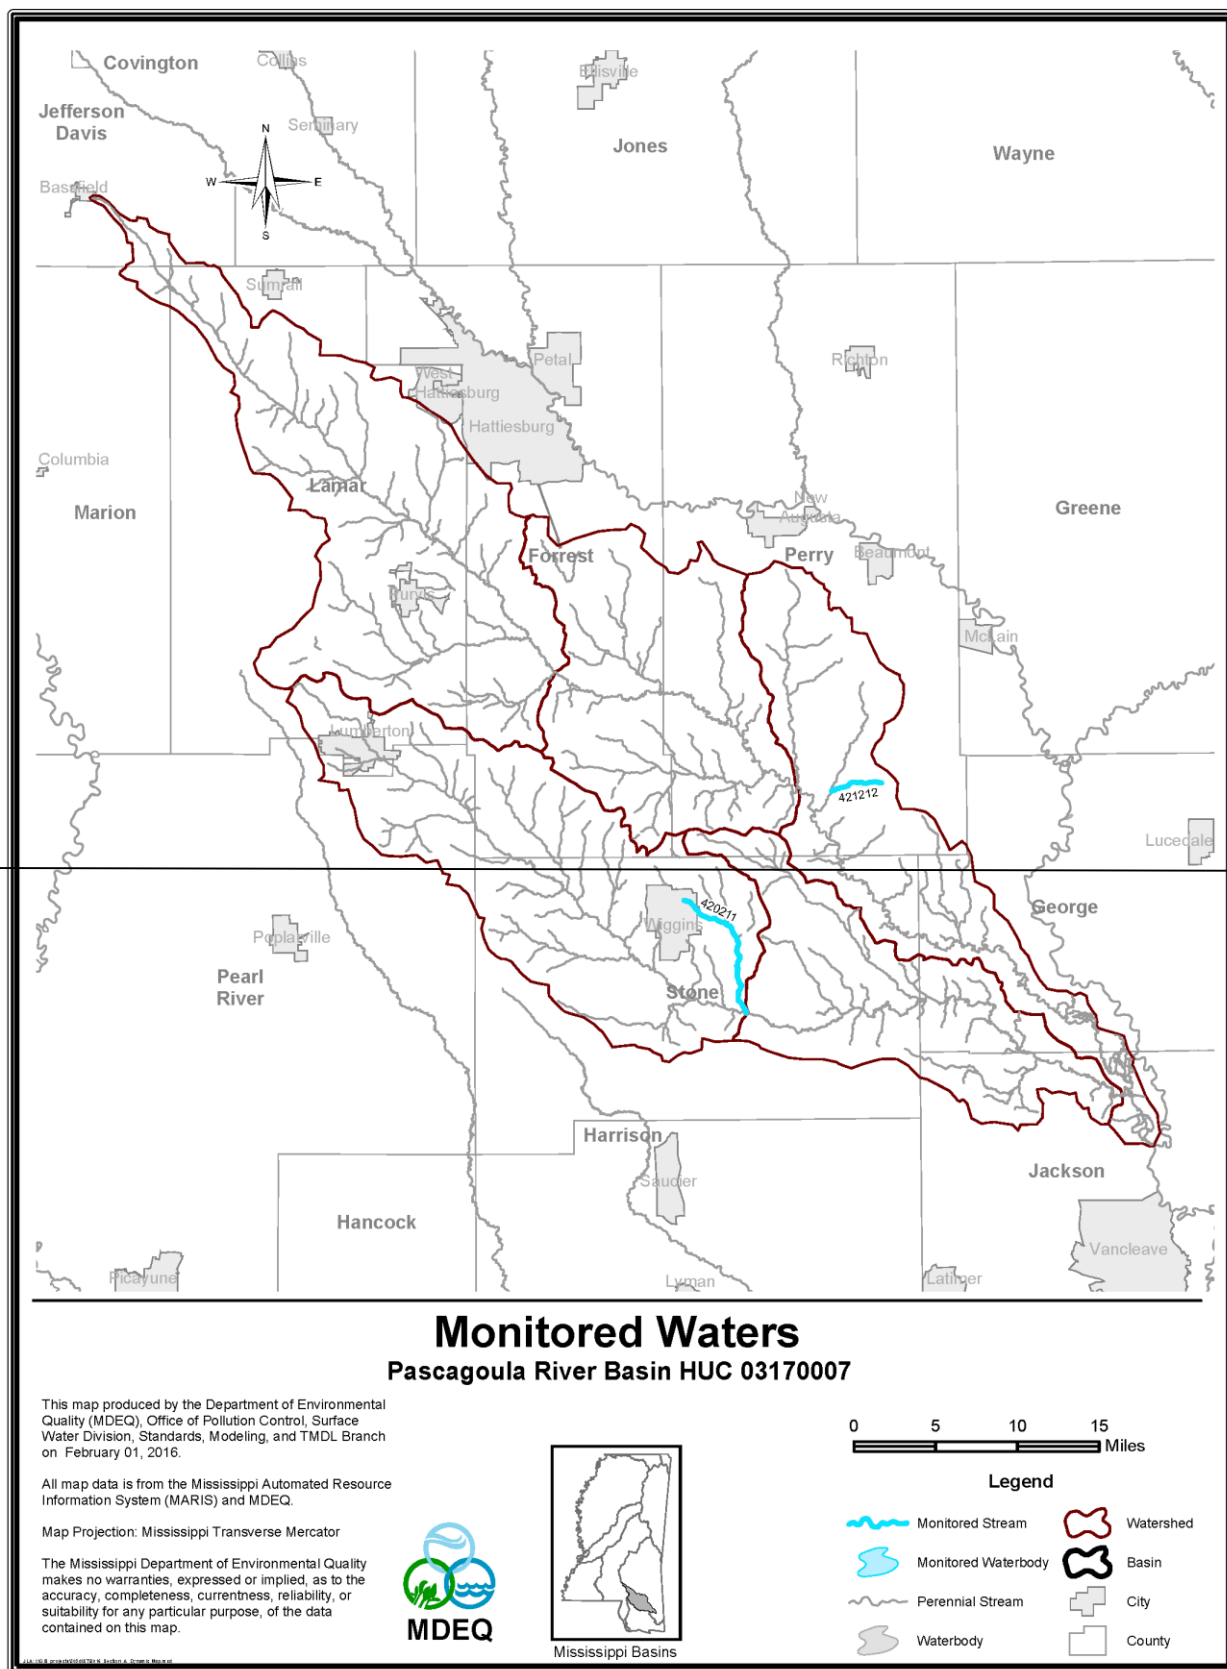 Covington
Collins
Ellisville
Jefferson
Davis
Seminary
Jones
Wayne
N
W E
S
Bassfield
Sumrall
Petal
Richton
West
Hattiesburg
Hattiesburg
Columbia
Lamar
Marion
New
Augusta
Greene
Forrest
Perry
Beaumont
Purvis
McLain
Lumberton
421212
Lucedale
420211
George
Wiggins
Poplarville
Pearl
River
Stone
Harrison
Jackson
Saucier
Hancock
Vancleave
Picayune
Lyman
Latimer
Monitored Waters
Pascagoula River Basin HUC 03170007
This map produced by the Department of Environmental
Quality (MDEQ), Office of Pollution Control, Surface
Water Division, Standards, Modeling, and TMDL Branch
on February 01, 2016.
All map data is from the Mississippi Automated Resource
Information System (MARIS) and MDEQ.
Map Projection: Mississippi Transverse Mercator
The Mississippi Department of Environmental Quality
makes no warranties, expressed or implied, as to the
accuracy, completeness, currentness, reliability, or
suitability for any particular purpose, of the data
contained on this map.
MDEQ
Mississippi Basins
0 5 10 15
Miles
Legend
Monitored Stream
Watershed
Monitored Waterbody
Basin
Perennial Stream
City
Waterbody
County